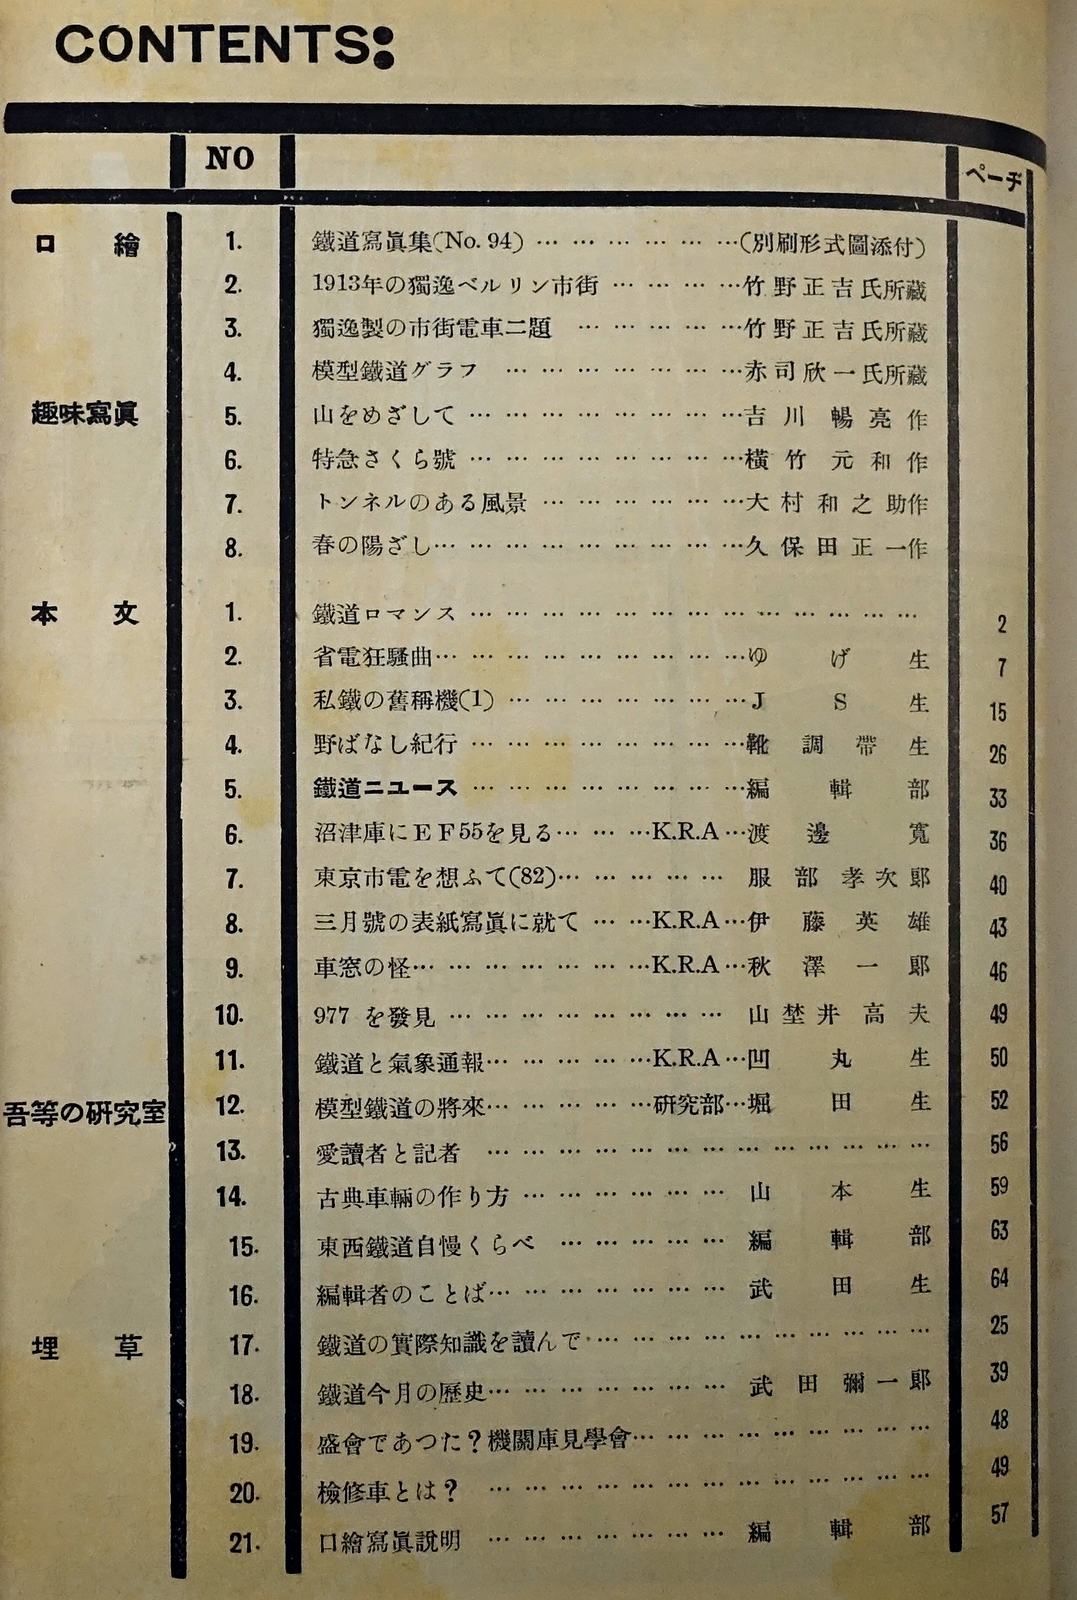 CONTENTS:
NO ページ
口繪 1. 鐵道寫眞集(No. 94) … … … … … …(別刷形式圖添付)
2. 1913年の獨逸ベルリン市街 … … … …竹野正吉氏所藏
3. 獨逸製の市街電車二題 … … … … …竹野正吉氏所藏
4. 模型鐵道グラフ … … … … … … …赤司欣一氏所藏
趣味寫眞 5. 山をめざして … … … … … … … …吉川暢亮作
6. 特急さくら號 … … … … … … … …橫竹元和作
7. トンネルのある風景 … … … … … …大村和之助作
8. 春の陽ざし… … … … … … … … …久保田正一作
本文 1. 鐵道ロマンス … … … … … … … … … … … … … 2
2. 省電狂騷曲… … … … … … … … …ゆげ生 7
3. 私鐵の舊稱機(1) … … … … … … …JS生 15
4. 野ばなし紀行 … … … … … … … …靴調帶生 26
5. 鐵道ニュース … … … … … … … …編輯部 33
6. 沼津庫にEF55を見る… … …K.R.A…渡邊寬 36
7. 東京市電を想ふて(82)… … … … … 服部孝次郞 40
8. 三月號の表紙寫眞に就て … …K.R.A…伊藤英雄 43
9. 車窓の怪… … … … … … …K.R.A…秋澤一郞 46
10. 977 を發見 … … … … … … … … 山埜井高夫 49
11. 鐵道と氣象通報… … … … …K.R.A…凹丸生 50
吾等の研究室 12. 模型鐵道の將來… … … … …研究部…堀田生 52
13. 愛讀者と記者 … … … … … … … … … … … … … 56
14. 古典車輛の作り方 … … … … … … 山本生 59
15. 東西鐵道自慢くらべ … … … … … 編輯部 63
16. 編輯者のことば… … … … … … … 武田生 64
埋草 17. 鐵道の實際知識を讀んで… … … … … … … … … … 25
18. 鐵道今月の歷史… … … … … … … 武田彌一郞 39
19. 盛會であつた?機關庫見學會… … … … … … … … … 48
20. 檢修車とは? … … … … … … … … … … … … … 49
21. 口繪寫眞說明 … … … … … … … 編輯部 57